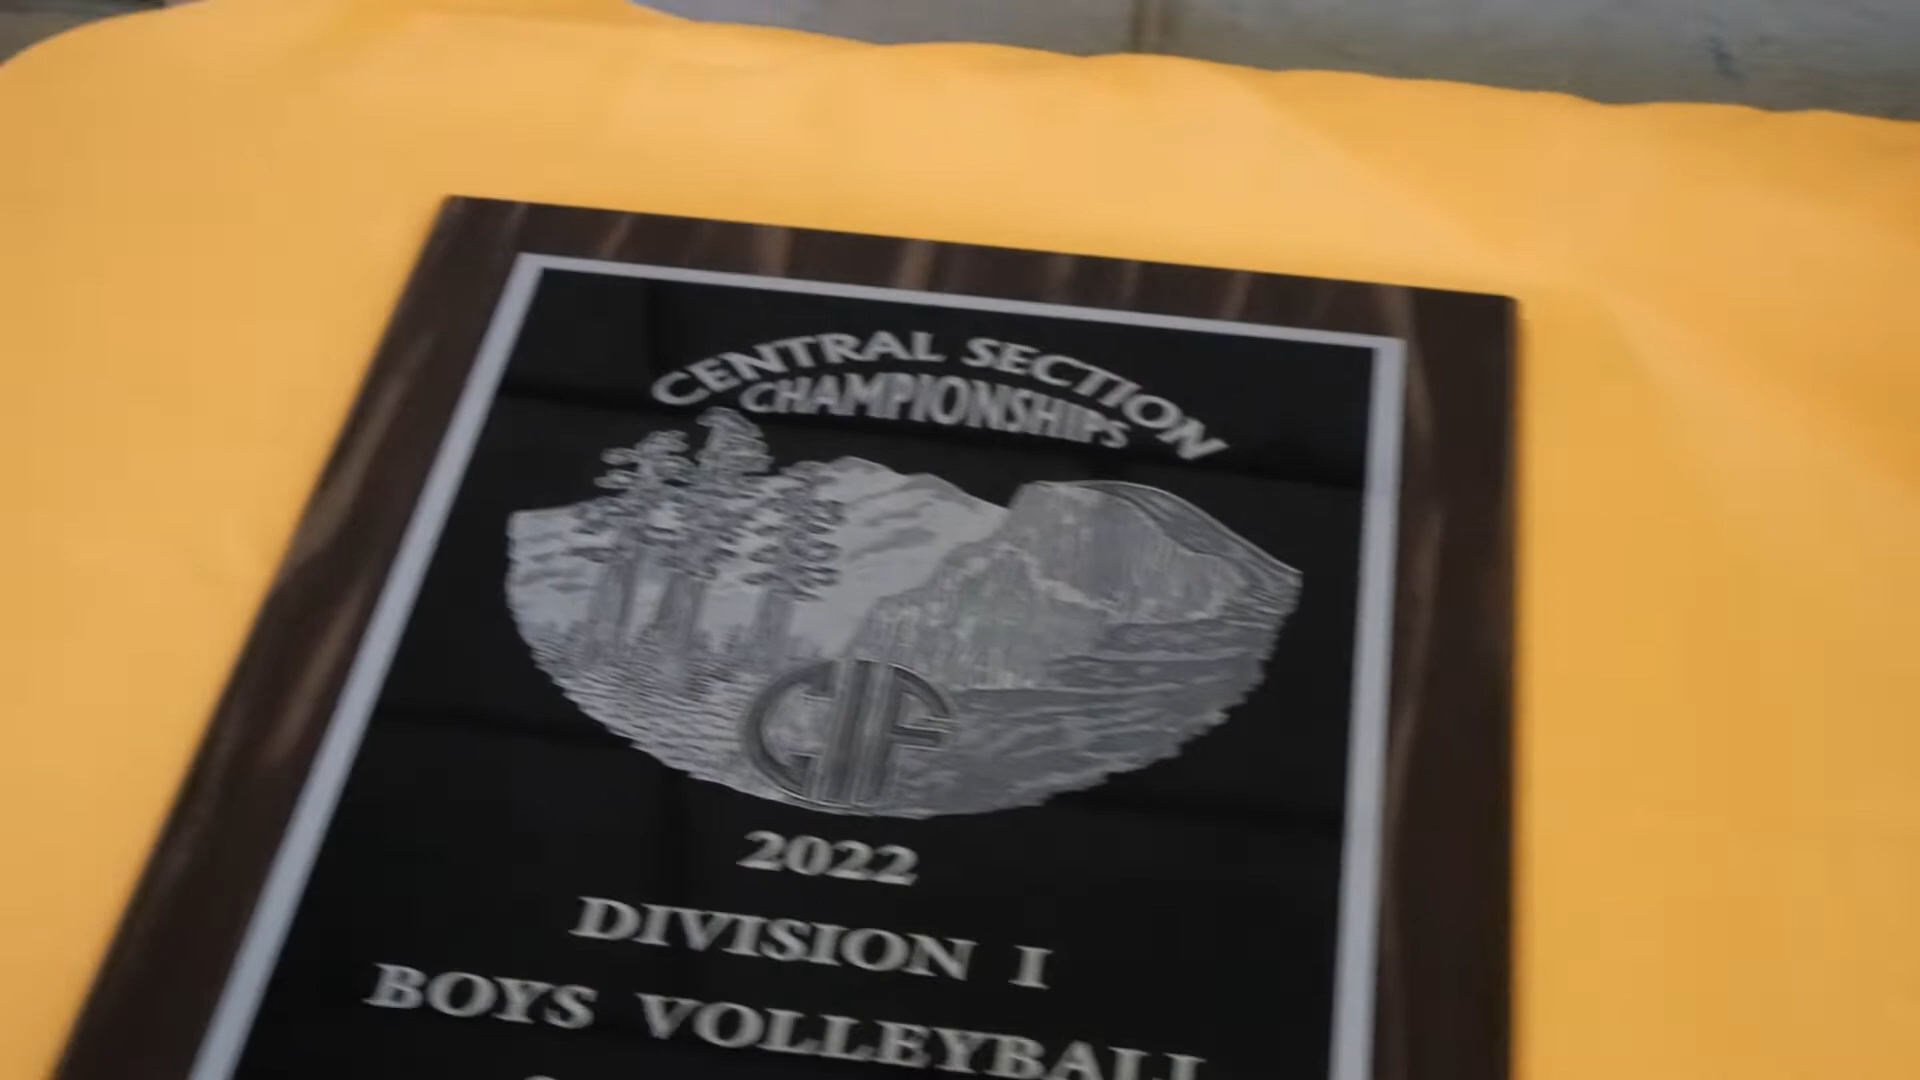 CENTRAL SECTION
CHAMPIONSHIPS
CIF
2022
DIVISION I
BOYS VOLLEYBALL